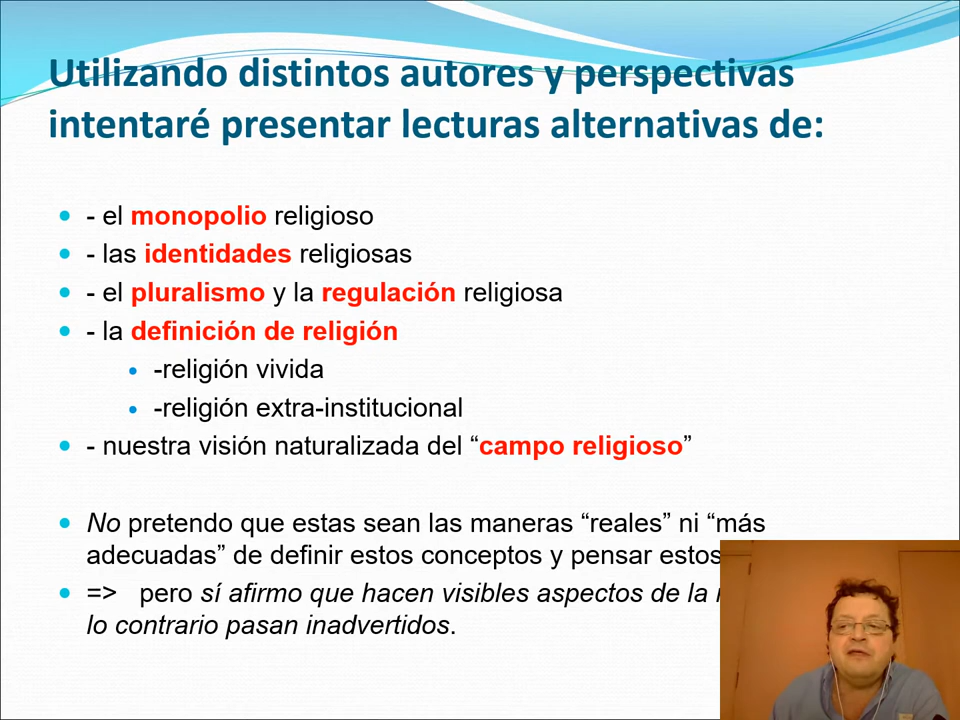 Utilizando distintos autores y perspectivas
intentaré presentar lecturas alternativas de:
- el monopolio religioso
- las identidades religiosas
- el pluralismo y la regulación religiosa
- la definición de religión
-religión vivida
-religión extra-institucional
- nuestra visión naturalizada del “campo religioso”
No pretendo que estas sean las maneras “reales” ni “más
adecuadas” de definir estos conceptos y pensar estos
=> pero sí afirmo que hacen visibles aspectos de la
lo contrario pasan inadvertidos.